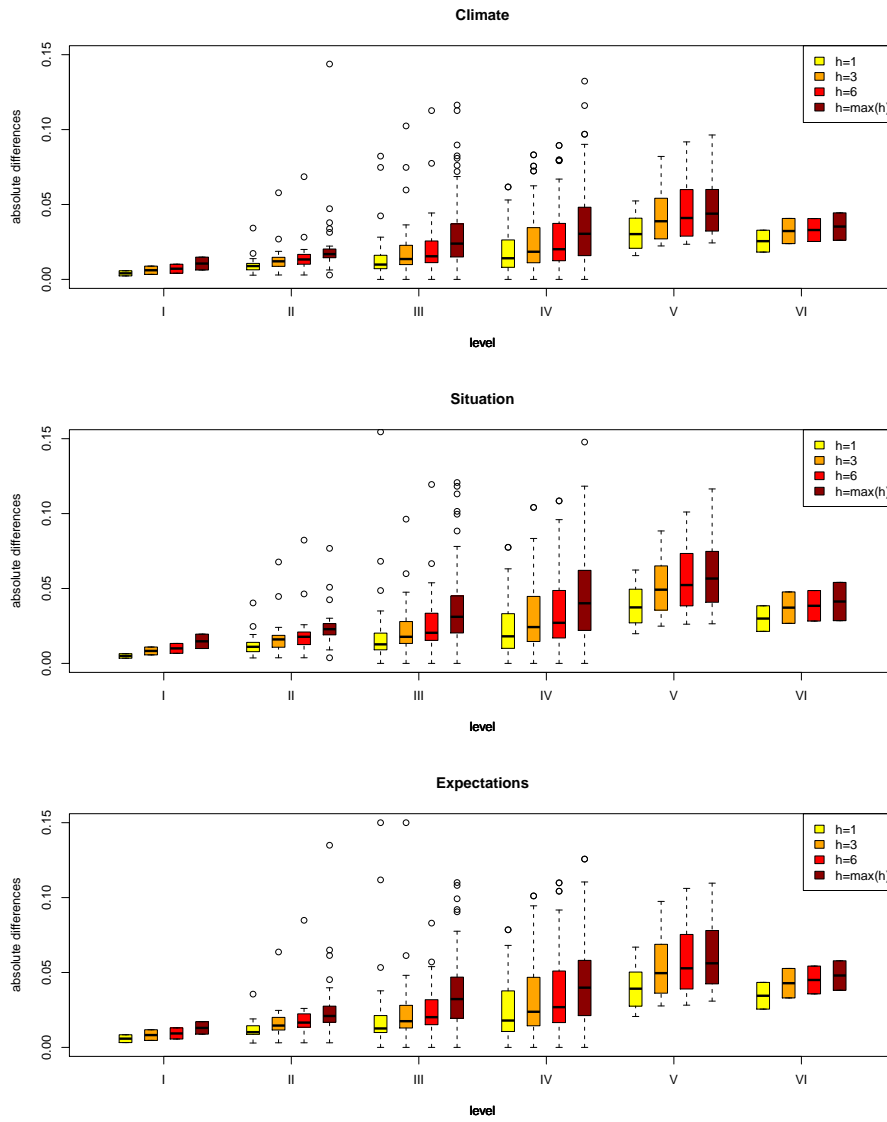 Climate
absolute differences
0.00
0.05
0.10
0.15
h=1
h=3
h=6
h=max(h)
I
II
III
IV
V
VI
level
Situation
absolute differences
0.00
0.05
0.10
0.15
h=1
h=3
h=6
h=max(h)
I
II
III
IV
V
VI
level
Expectations
absolute differences
0.00
0.05
0.10
0.15
h=1
h=3
h=6
h=max(h)
I
II
III
IV
V
VI
level